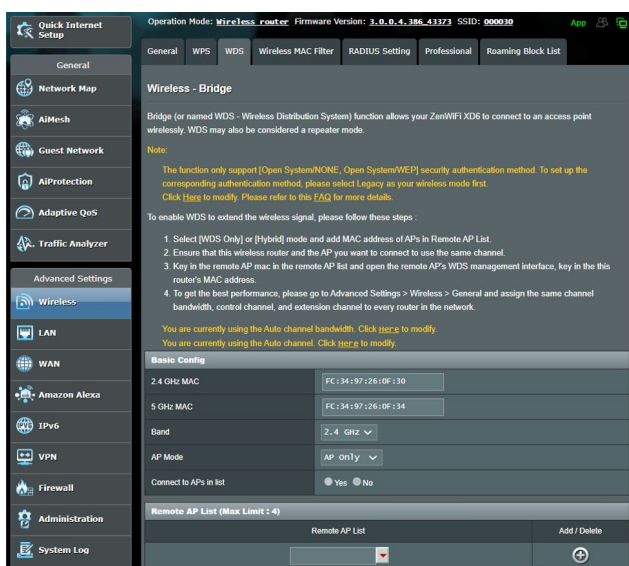 Quick Internet Setup
Operation Mode: Wireless router Firmware Version: 3.0.0.4.386_43373 SSID: 000030
App
General
WPS
WDS
Wireless MAC Filter
RADIUS Setting
Professional
Roaming Block List
General
Network Map
AiMesh
Guest Network
AiProtection
Adaptive QoS
Traffic Analyzer
Advanced Settings
Wireless
LAN
WAN
Amazon Alexa
IPv6
VPN
Firewall
Administration
System Log
Wireless - Bridge
Bridge (or named WDS - Wireless Distribution System) function allows your ZenWiFi XD6 to connect to an access point
wirelessly. WDS may also be considered a repeater mode.
Note:
The function only support [Open System/NONE, Open System/WEP] security authentication method. To set up the
corresponding authentication method, please select Legacy as your wireless mode first.
Click Here to modify. Please refer to this FAQ for more details.
To enable WDS to extend the wireless signal, please follow these steps :
1. Select [WDS Only] or [Hybrid] mode and add MAC address of APs in Remote AP List.
2. Ensure that this wireless router and the AP you want to connect to use the same channel.
3. Key in the remote AP mac in the remote AP list and open the remote AP's WDS management interface, key in the this
router's MAC address.
4. To get the best performance, please go to Advanced Settings > Wireless > General and assign the same channel
bandwidth, control channel, and extension channel to every router in the network.
You are currently using the Auto channel bandwidth. Click Here to modify.
You are currently using the Auto channel. Click Here to modify.
Basic Config
2.4 GHz MAC
FC:34:97:26:0F:30
5 GHz MAC
FC:34:97:26:0F:34
Band
2.4 GHz
AP Mode
AP Only
Connect to APs in list
Yes No
Remote AP List (Max Limit : 4)
Remote AP List
Add / Delete